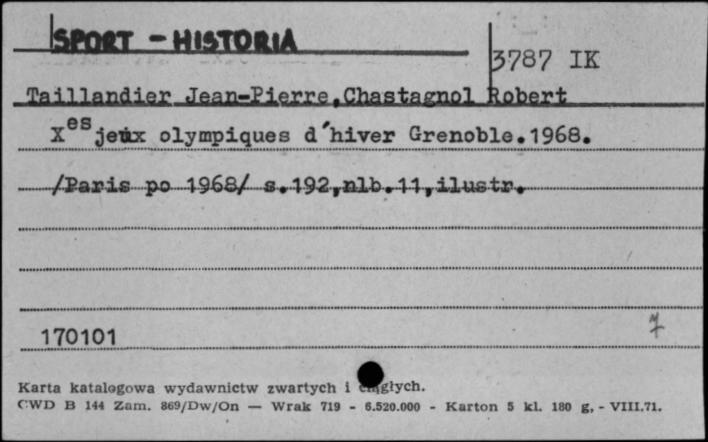 SPORT - HISTORIA
3787 IK
Taillandier Jean-Pierre,Chastagnol Robert
Xes jeux olympiques d'hiver Grenoble.1968.
/Paris po 1968/ s.192,nlb.11,ilustr.
170101
7
Karta katalogowa wydawnictw zwartych i ciągłych.
CWD B 144 Zam. 869/Dw/On — Wrak 719 - 6.520.000 - Karton 5 kl. 180 g, - VIII.71.